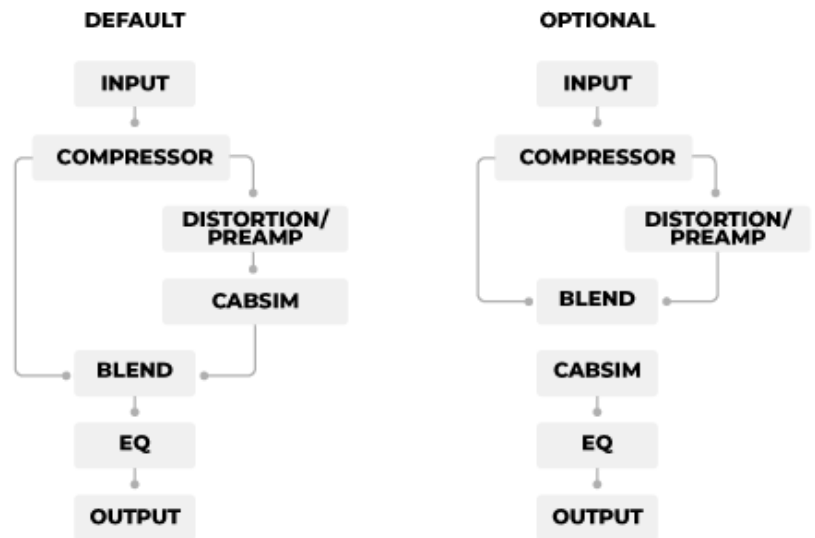 DEFAULT
INPUT
COMPRESSOR
DISTORTION/
PREAMP
CABSIM
BLEND
EQ
OUTPUT
OPTIONAL
INPUT
COMPRESSOR
DISTORTION/
PREAMP
BLEND
CABSIM
EQ
OUTPUT